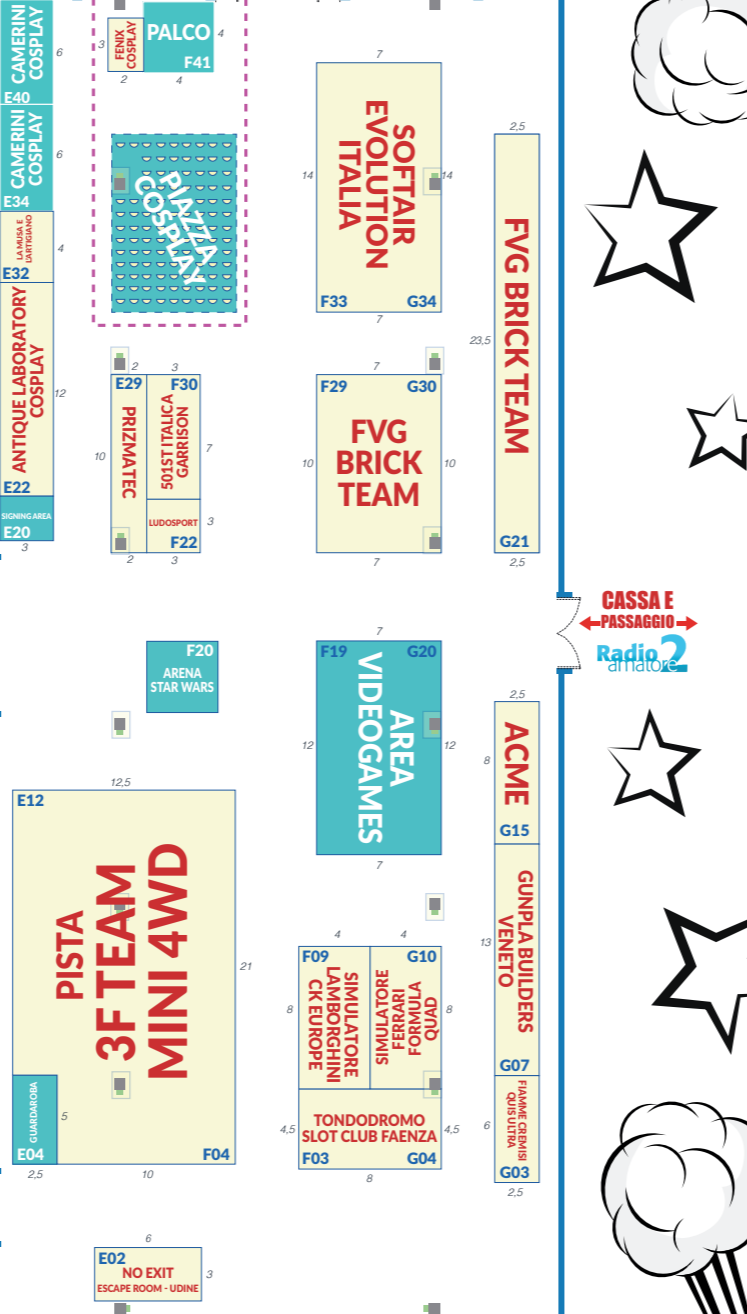 CAMERINI
COSPLAY
E40
6
CAMERINI
COSPLAY
E34
6
LA MUSA E
L'ARTIGIANO
E32
4
ANTIQUE LABORATORY
COSPLAY
E22
12
SIGNING AREA
E20
3
3
FENIX
COSPLAY
2
PALCO
F41
4
4
PIAZZA
COSPLAY
2
3
E29
F30
PRIZMATEC
10
501ST ITALICA
GARRISON
7
LUDOSPORT
3
F22
2
3
7
SOFTAIR
EVOLUTION
ITALIA
14
14
F33
G34
7
7
F29
G30
FVG
BRICK
TEAM
10
10
7
2,5
FVG BRICK TEAM
23,5
G21
2,5
CASSA E
PASSAGGIO
Radio
amatore
2
F20
ARENA
STAR WARS
7
F19
G20
AREA
VIDEOGAMES
12
12
7
2,5
ACME
8
G15
GUNPLA BUILDERS
VENETO
13
G07
FIAMME CREMISI
QUIS ULTRA
6
G03
2,5
12,5
E12
PISTA
3F TEAM
MINI 4WD
21
GUARDAROBA
5
E04
F04
2,5
10
4
4
F09
G10
SIMULATORE
LAMBORGHINI
CK EUROPE
8
SIMULATORE
FERRARI
FORMULA
QUAD
8
TONDODROMO
SLOT CLUB FAENZA
4,5
4,5
F03
G04
8
6
E02
NO EXIT
ESCAPE ROOM - UDINE
3